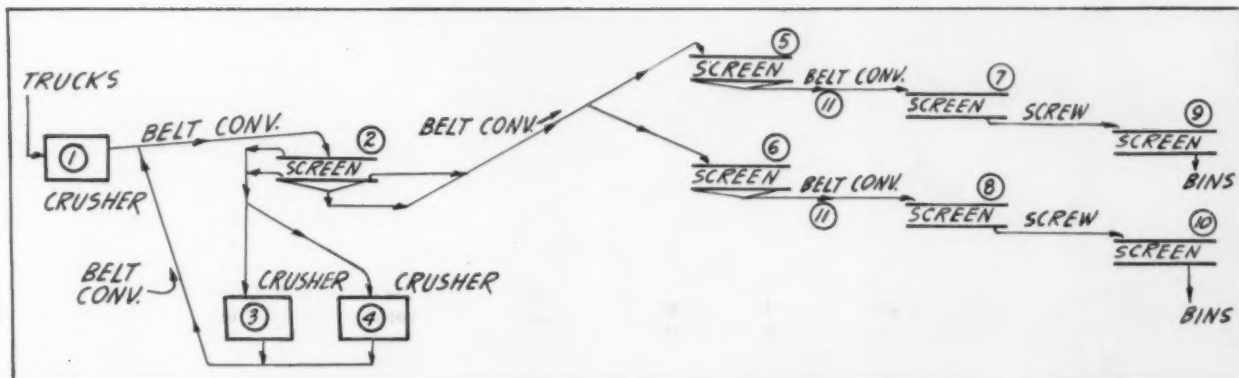 TRUCKS
1
CRUSHER
BELT CONV.
2
SCREEN
BELT CONV.
CRUSHER
3
CRUSHER
4
BELT CONV.
5
SCREEN
BELT CONV.
11
7
SCREEN
SCREW
9
SCREEN
BINS
6
SCREEN
BELT CONV.
11
8
SCREEN
SCREW
10
SCREEN
BINS